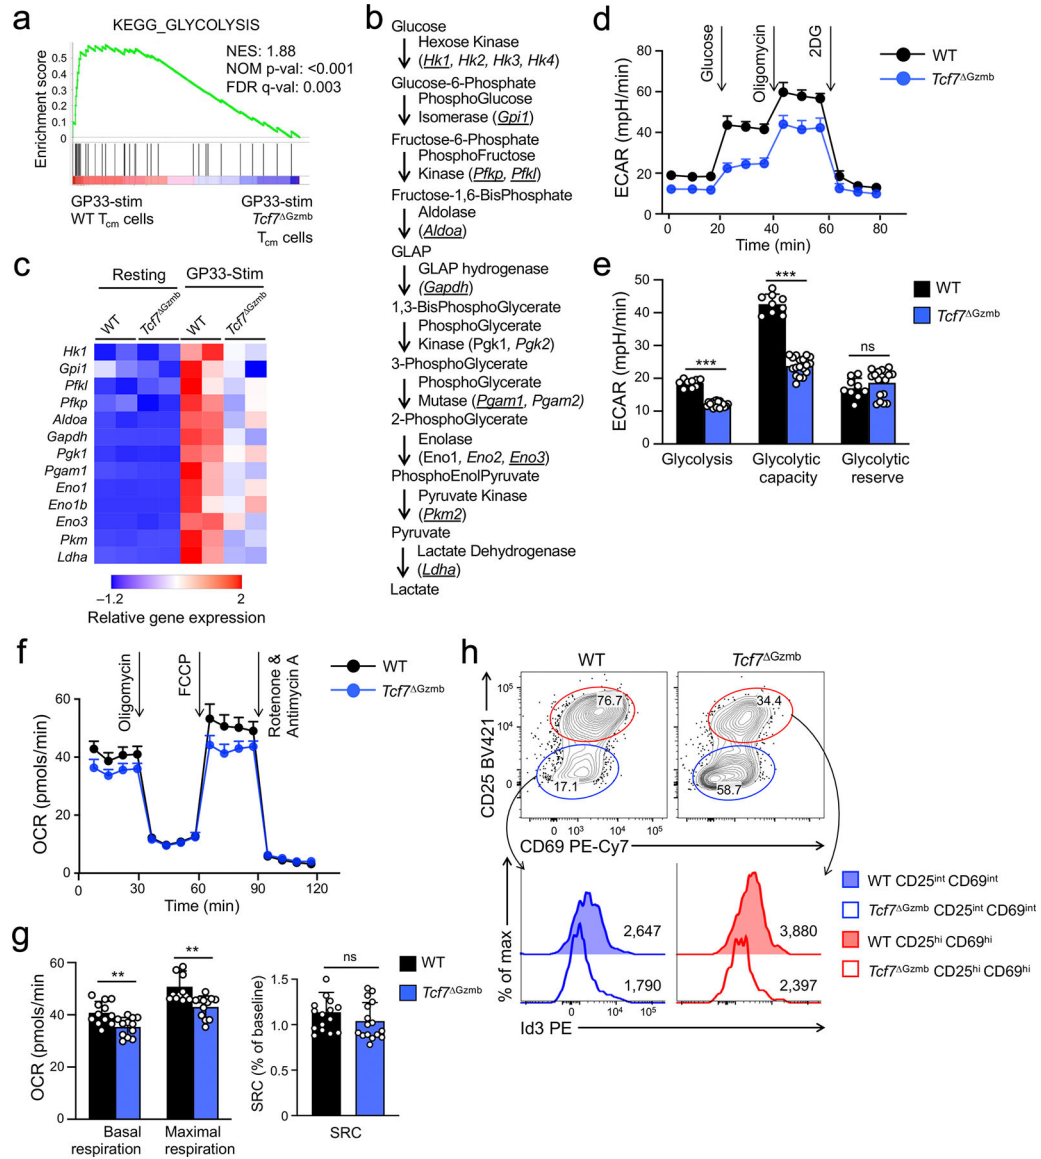 a
KEGG_GLYCOLYSIS
NES: 1.88
NOM p-val: <0.001
FDR q-val: 0.003
Enrichment score
0.5
0.4
0.3
0.2
0.1
0
GP33-stim
WT Tcm cells
GP33-stim
Tcf7ΔGzmb
Tcm cells
b
Glucose
Hexose Kinase
(Hk1, Hk2, Hk3, Hk4)
Glucose-6-Phosphate
PhosphoGlucose
Isomerase (Gpi1)
Fructose-6-Phosphate
PhosphoFructose
Kinase (Pfkp, Pfkl)
Fructose-1,6-BisPhosphate
Aldolase
(Aldoa)
GLAP
GLAP hydrogenase
(Gapdh)
1,3-BisPhosphoGlycerate
PhosphoGlycerate
Kinase (Pgk1, Pgk2)
3-PhosphoGlycerate
PhosphoGlycerate
Mutase (Pgam1, Pgam2)
2-PhosphoGlycerate
Enolase
(Eno1, Eno2, Eno3)
PhosphoEnolPyruvate
Pyruvate Kinase
(Pkm2)
Pyruvate
Lactate Dehydrogenase
(Ldha)
Lactate
c
Resting GP33-Stim
WT Tcf7ΔGzmb WT Tcf7ΔGzmb
Hk1
Gpi1
Pfkl
Pfkp
Aldoa
Gapdh
Pgk1
Pgam1
Eno1
Eno1b
Eno3
Pkm
Ldha
−1.2 2
Relative gene expression
d
Glucose
Oligomycin
2DG
WT
Tcf7ΔGzmb
ECAR (mpH/min)
80
60
40
20
0
0 20 40 60 80
Time (min)
e
WT
Tcf7ΔGzmb
ECAR (mpH/min)
50
40
30
20
10
0
***
***
ns
Glycolysis
Glycolytic
capacity
Glycolytic
reserve
f
Oligomycin
FCCP
Rotenone &
Antimycin A
WT
Tcf7ΔGzmb
OCR (pmols/min)
60
40
20
0
0 30 60 90 120
Time (min)
g
OCR (pmols/min
60
40
20
0
**
**
Basal
respiration
Maximal
respiration
SRC (% of baseline)
1.5
1.0
0.5
0
ns
SRC
WT
Tcf7ΔGzmb
h
WT
Tcf7ΔGzmb
CD25 BV421
10⁵
10⁴
0
76.7
17.1
34.4
58.7
0 10³ 10⁴ 10⁵
0 10³ 10⁴ 10⁵
CD69 PE-Cy7
% of max
2,647
1,790
3,880
2,397
0 10³ 10⁴ 10⁵
0 10³ 10⁴ 10⁵
Id3 PE
WT CD25int CD69int
Tcf7ΔGzmb CD25int CD69int
WT CD25hi CD69hi
Tcf7ΔGzmb CD25hi CD69hi